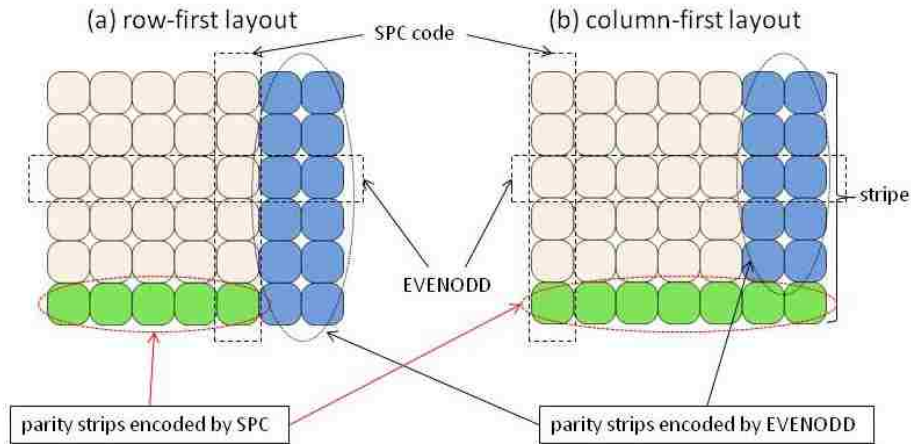 (a) row-first layout
(b) column-first layout
SPC code
stripe
EVENODD
parity strips encoded by SPC
parity strips encoded by EVENODD